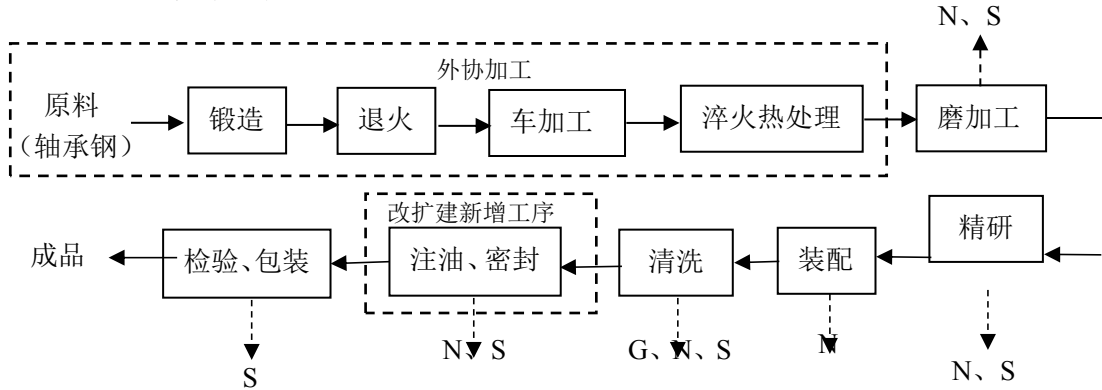 N、S
外协加工
原料
（轴承钢）
锻造
退火
车加工
淬火热处理
磨加工
改扩建新增工序
成品
检验、包装
注油、密封
清洗
装配
精研
S
N、S
G、N、S
N
N、S